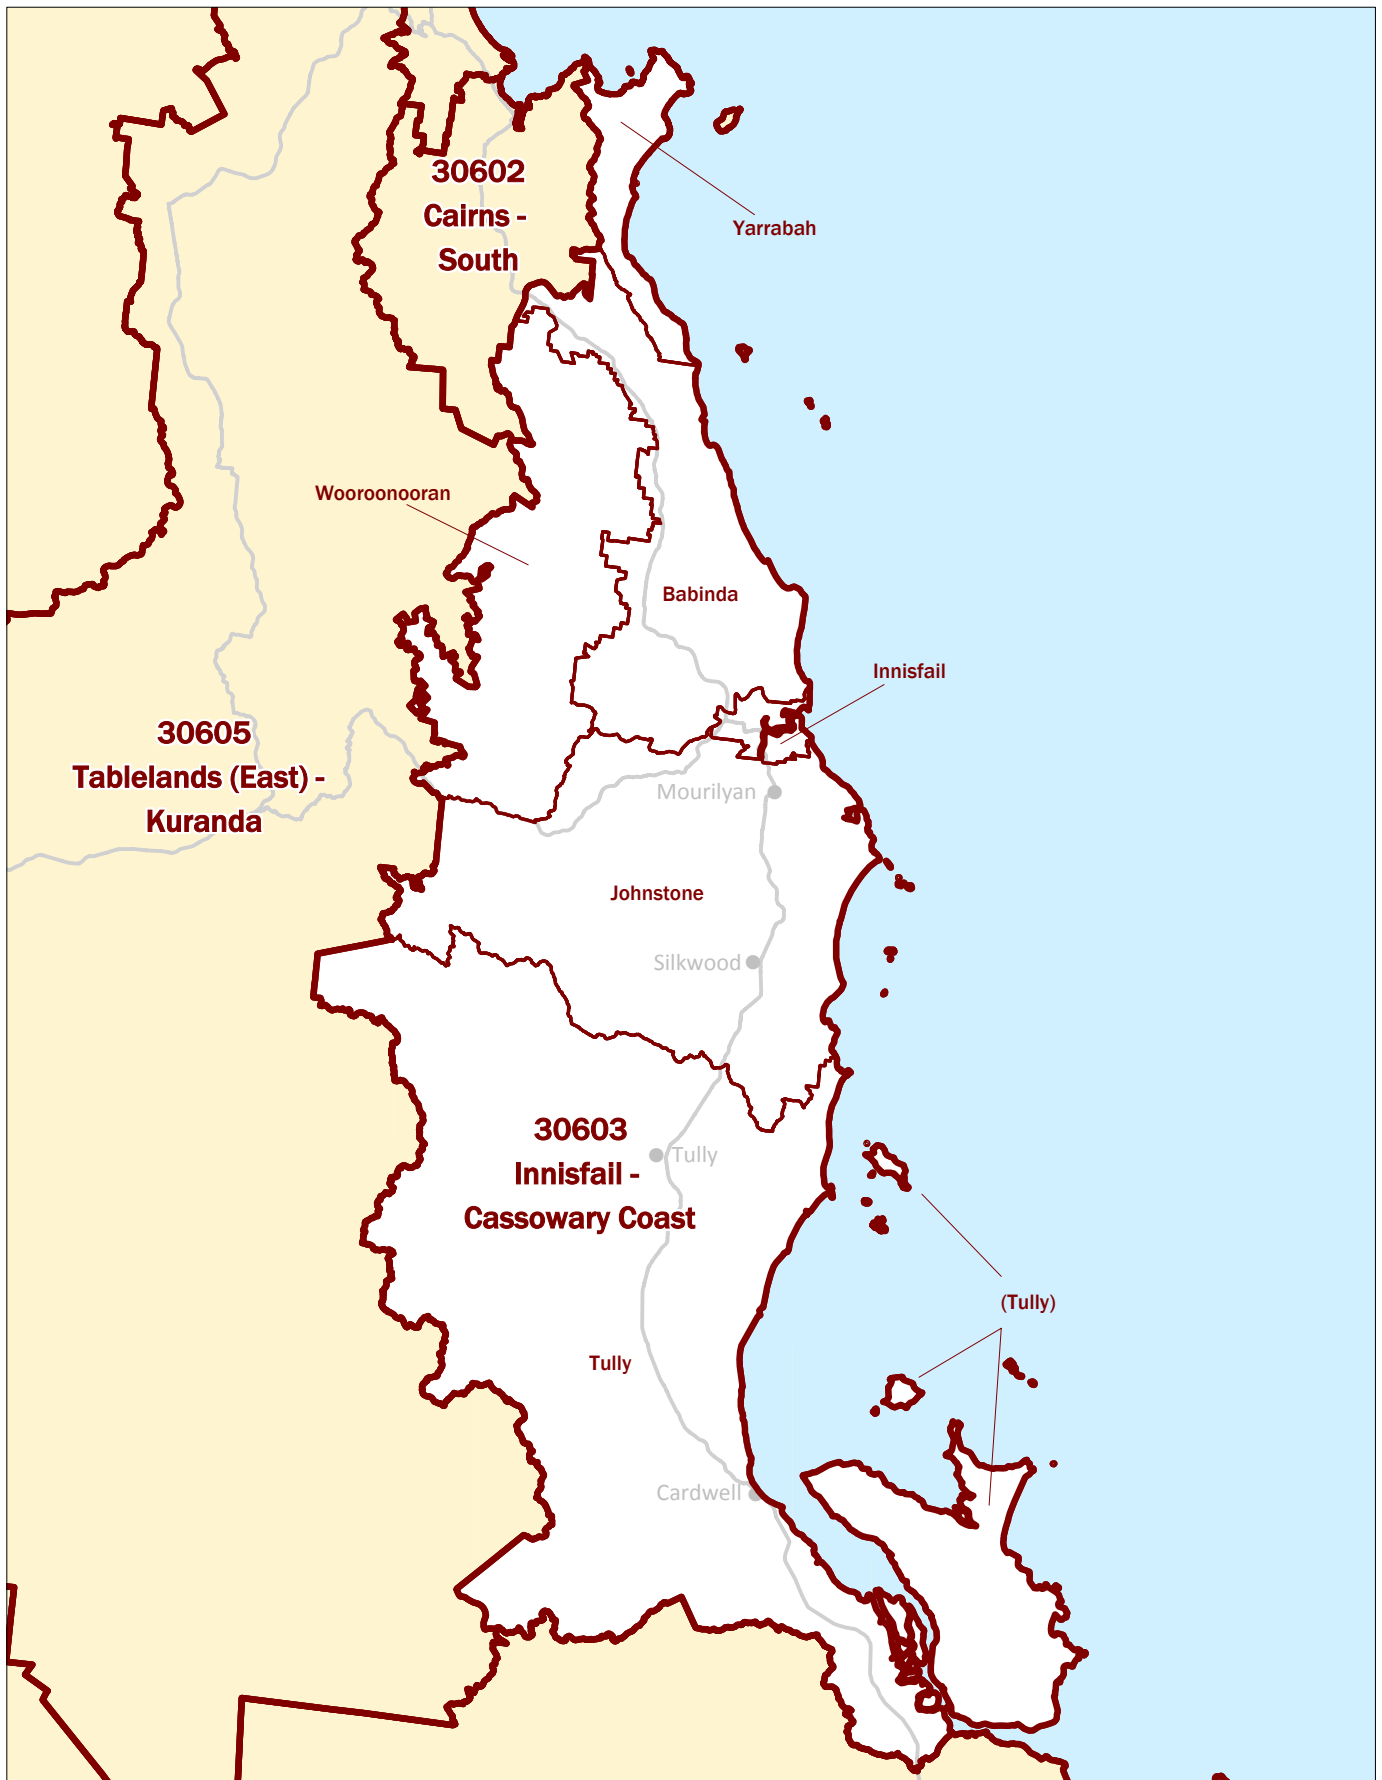 30602
Cairns -
South
Yarrabah
Wooroonooran
Babinda
Innisfail
30605
Tablelands (East) -
Kuranda
Mourilyan
Johnstone
Silkwood
30603
Innisfail -
Cassowary Coast
Tully
(Tully)
Tully
Cardwell